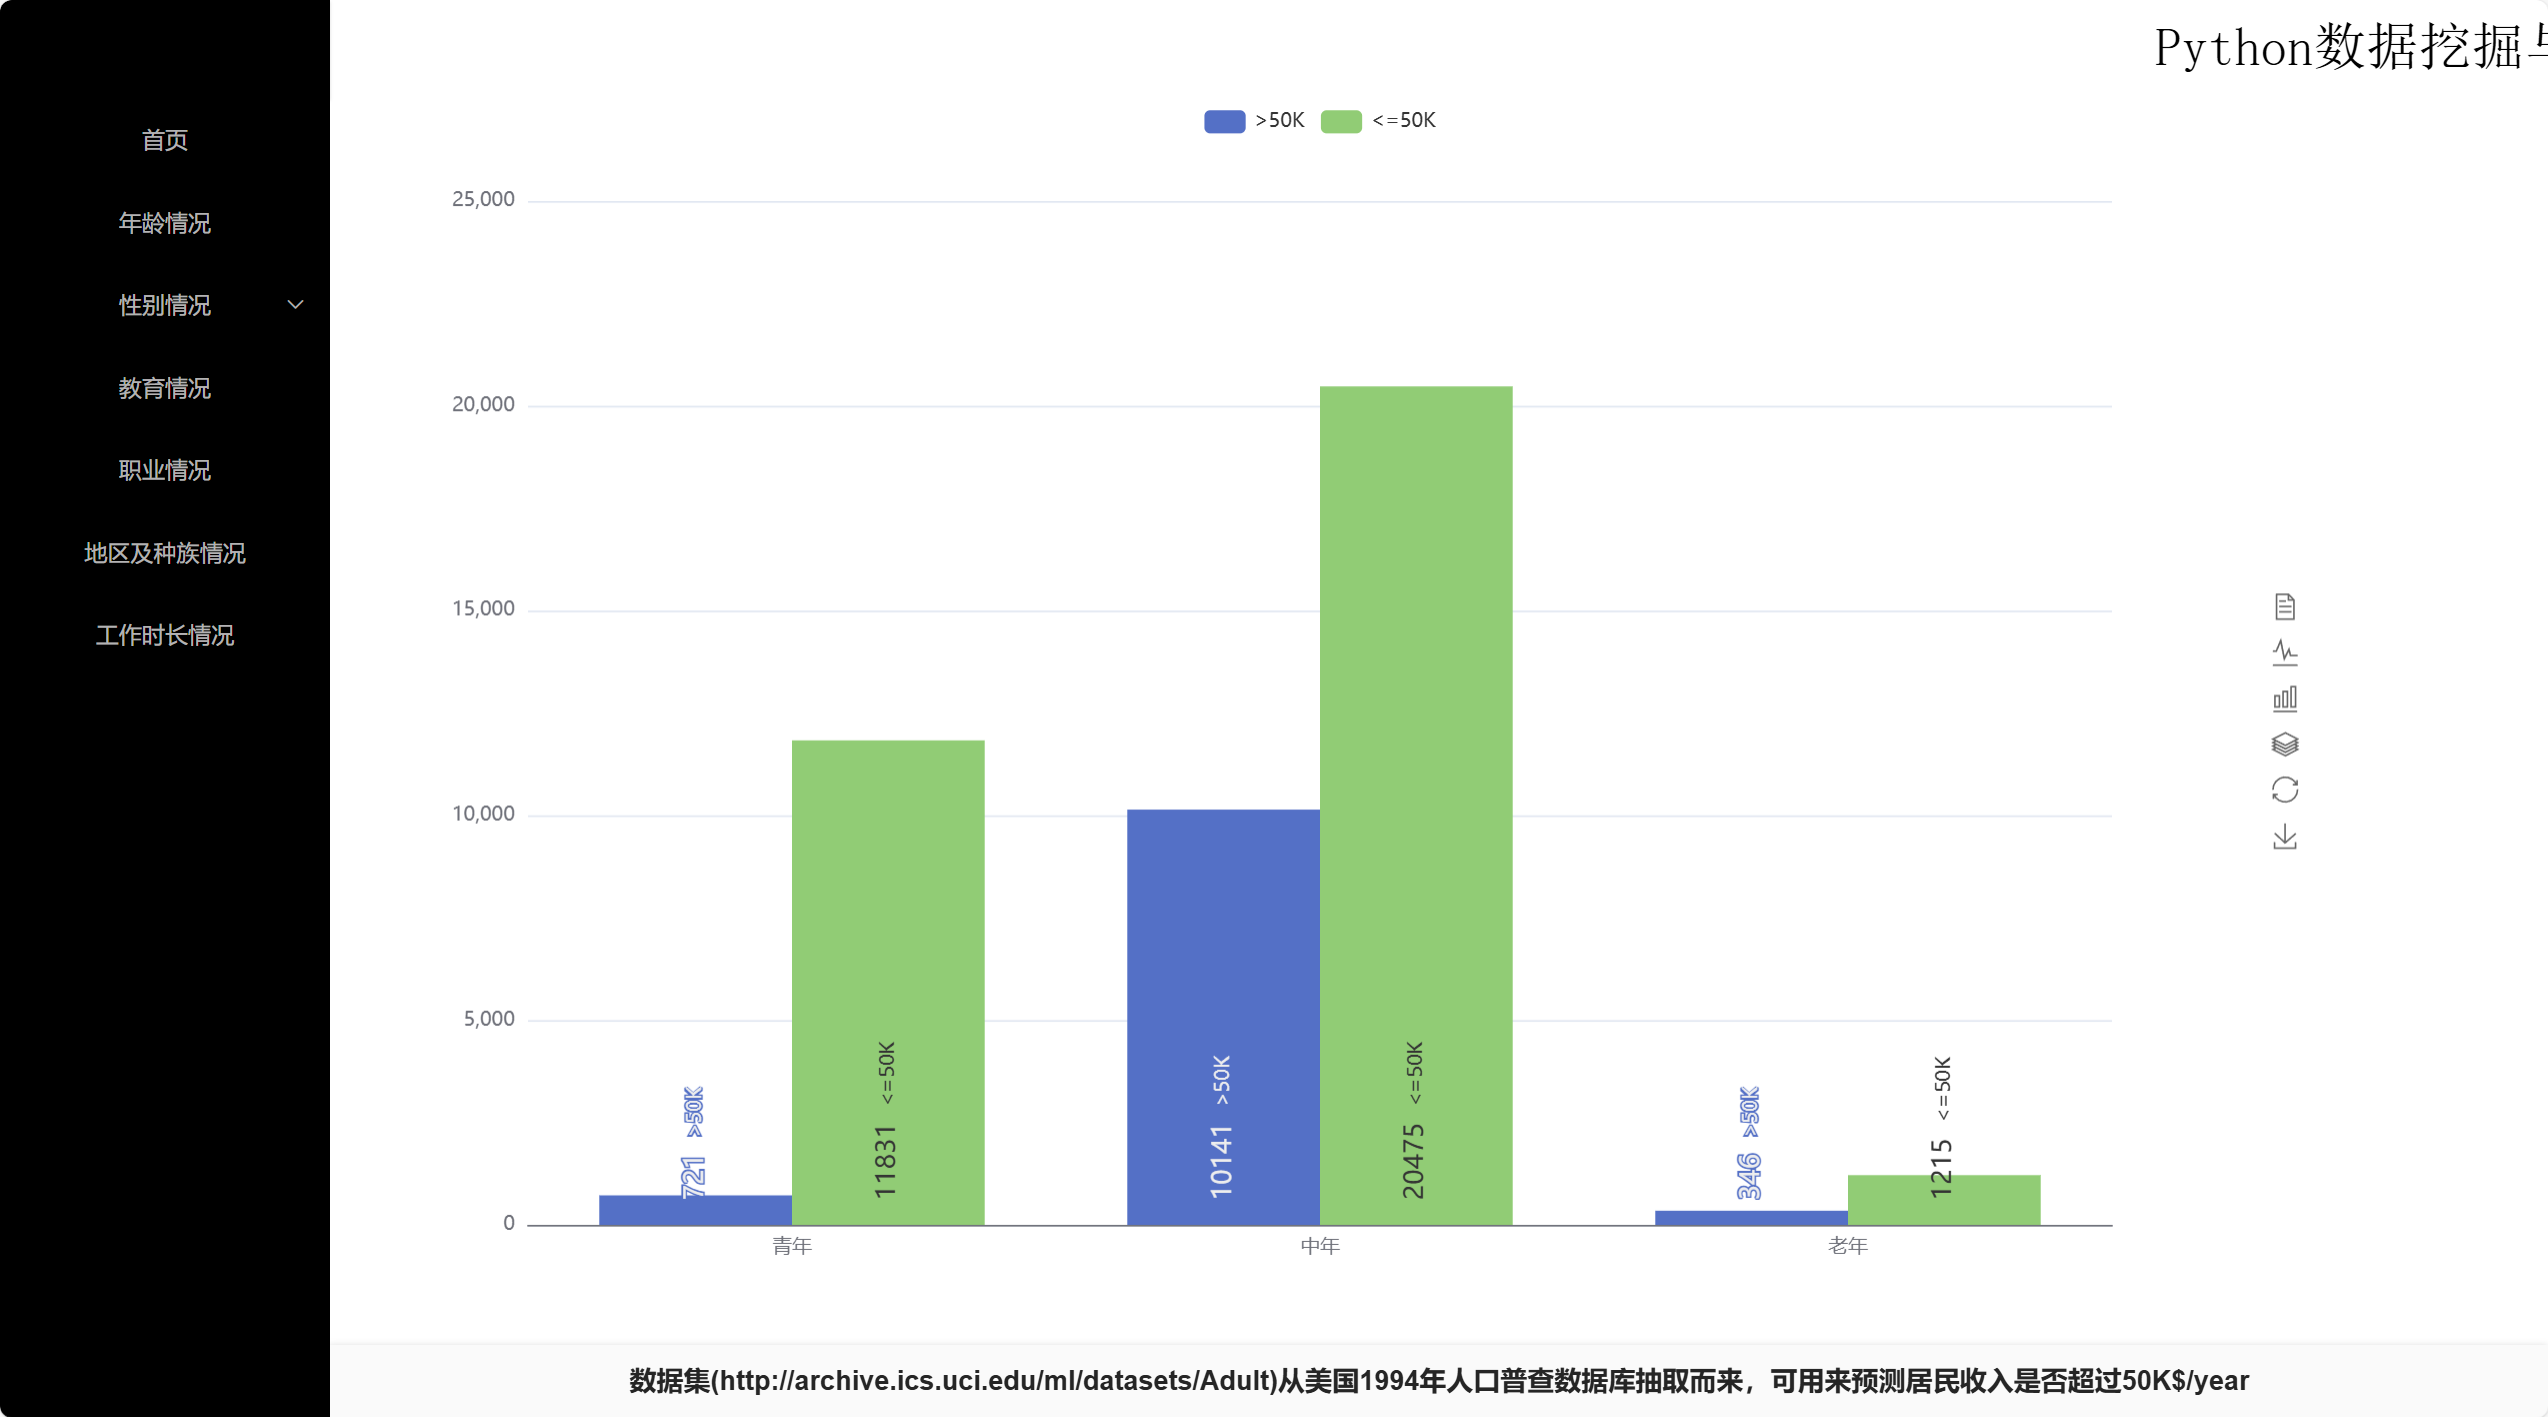 Python数据挖掘与
>50K
<=50K
首页
年龄情况
性别情况
教育情况
职业情况
地区及种族情况
工作时长情况
25,000
20,000
15,000
10,000
5,000
0
721 >50K
11831 <=50K
10141 >50K
20475 <=50K
346 >50K
1215 <=50K
青年
中年
老年
数据集(http://archive.ics.uci.edu/ml/datasets/Adult)从美国1994年人口普查数据库抽取而来，可用来预测居民收入是否超过50K$/year